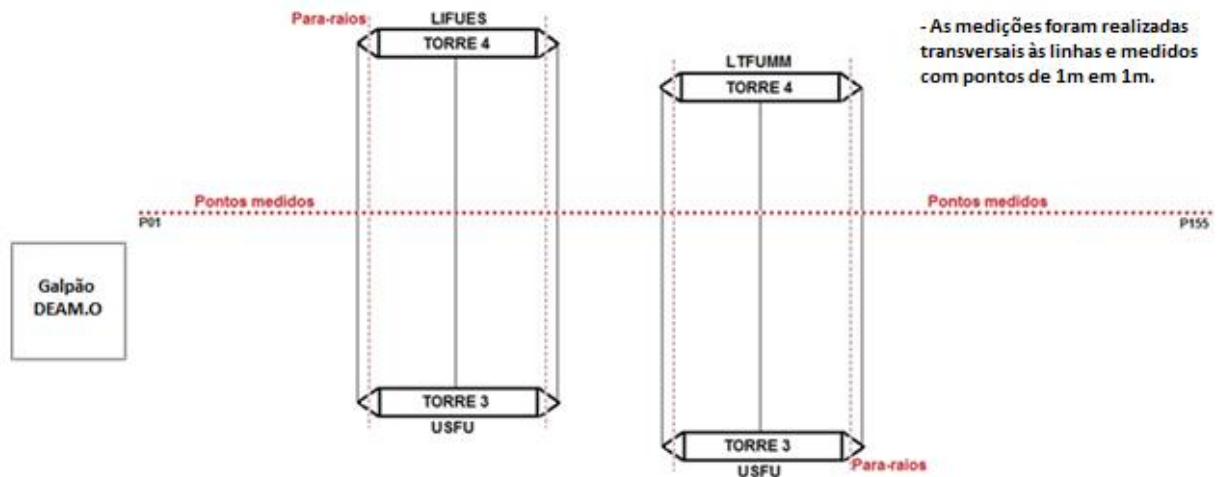 Para-raios
LIFUES
TORRE 4
LTFUMM
TORRE 4
- As medições foram realizadas
transversais às linhas e medidos
com pontos de 1m em 1m.
Pontos medidos
Pontos medidos
P01
P155
Galpão
DEAM.O
TORRE 3
USFU
TORRE 3
USFU
Para-raios